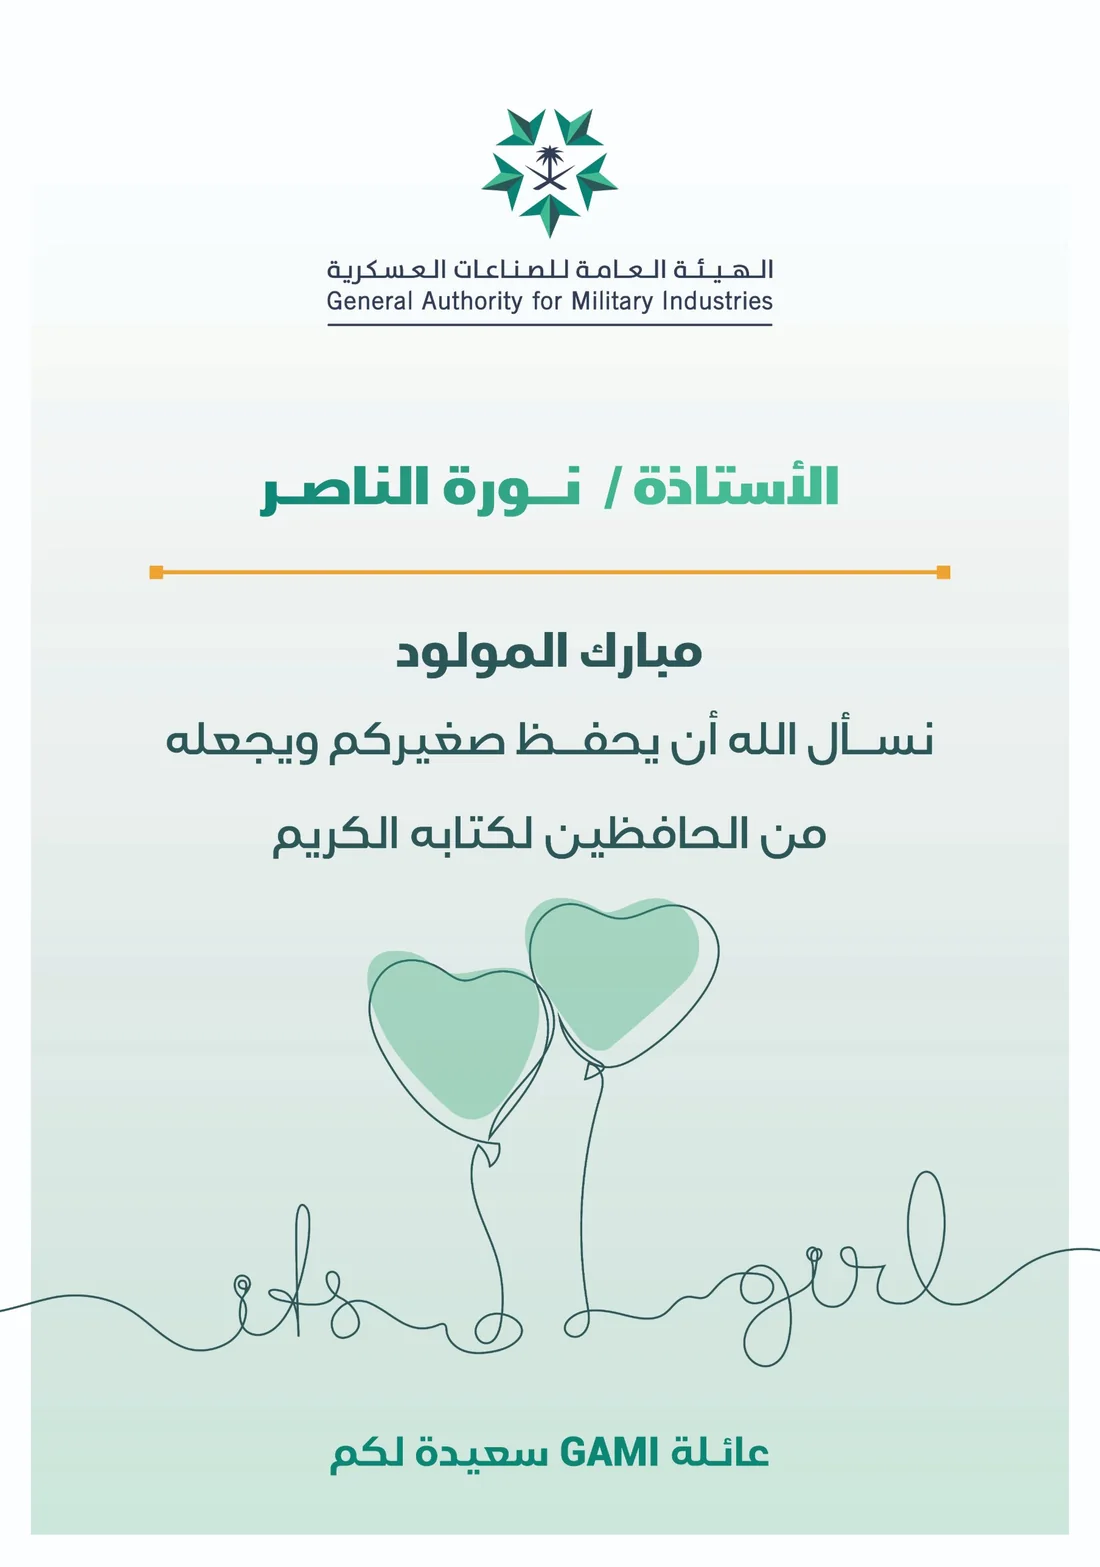 الهيئة العامة للصناعات العسكرية
General Authority for Military Industries
الأستاذة / نورة الناصر
مبارك المولود
نسأل الله أن يحفظ صغيركم ويجعله
من الحافظين لكتابه الكريم
its girl
عائلة GAMI سعيدة لكم